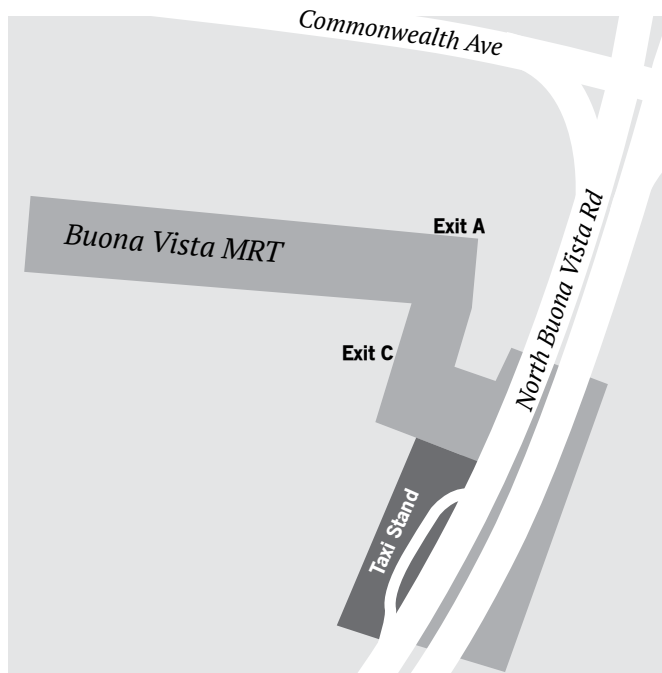 Commonwealth Ave
Exit A
Buona Vista MRT
North Buona Vista Rd
Exit C
Taxi Stand